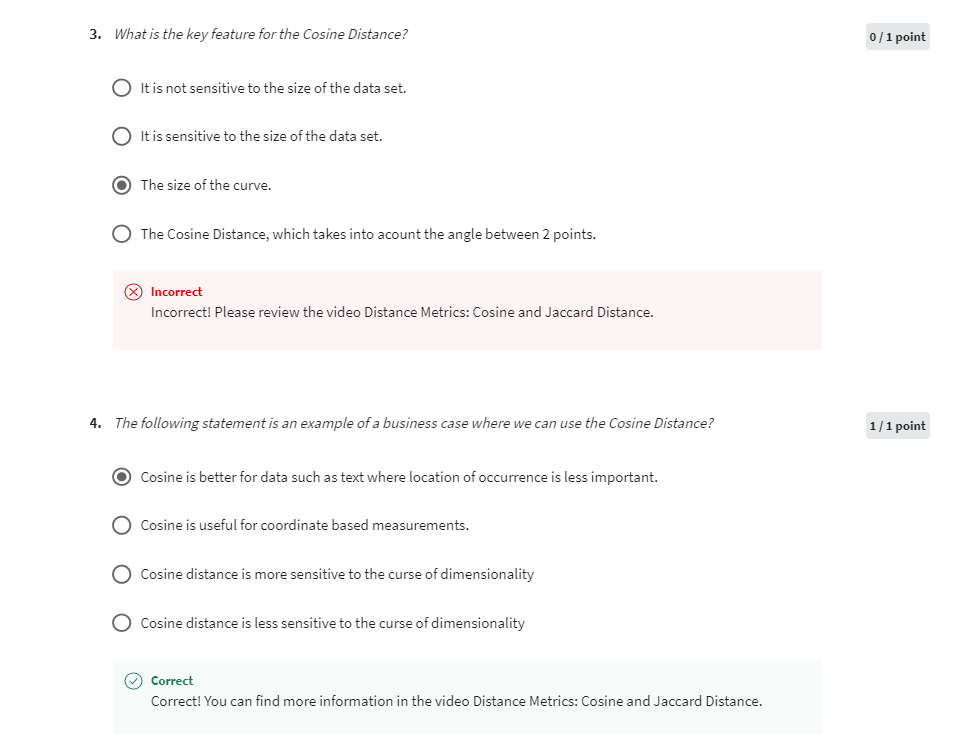 3. What is the key feature for the Cosine Distance?
0 / 1 point
It is not sensitive to the size of the data set.
It is sensitive to the size of the data set.
The size of the curve.
The Cosine Distance, which takes into acount the angle between 2 points.
Incorrect
Incorrect! Please review the video Distance Metrics: Cosine and Jaccard Distance.
4. The following statement is an example of a business case where we can use the Cosine Distance?
1 / 1 point
Cosine is better for data such as text where location of occurrence is less important.
Cosine is useful for coordinate based measurements.
Cosine distance is more sensitive to the curse of dimensionality
Cosine distance is less sensitive to the curse of dimensionality
Correct
Correct! You can find more information in the video Distance Metrics: Cosine and Jaccard Distance.